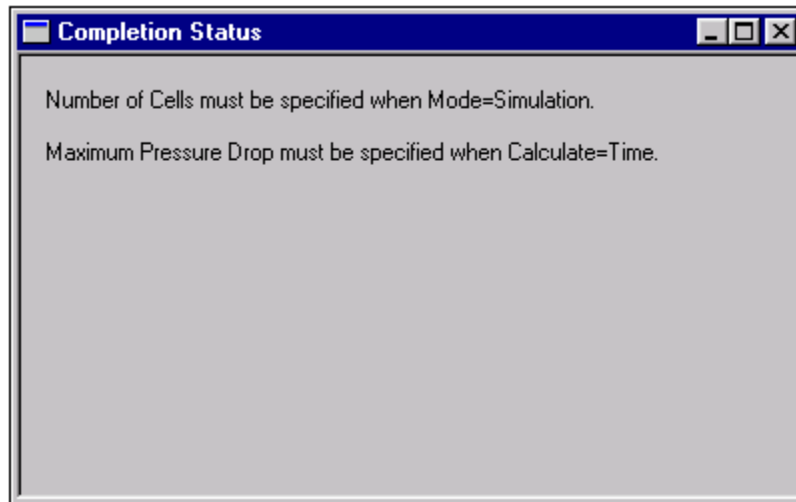 Completion Status
Number of Cells must be specified when Mode=Simulation.
Maximum Pressure Drop must be specified when Calculate=Time.